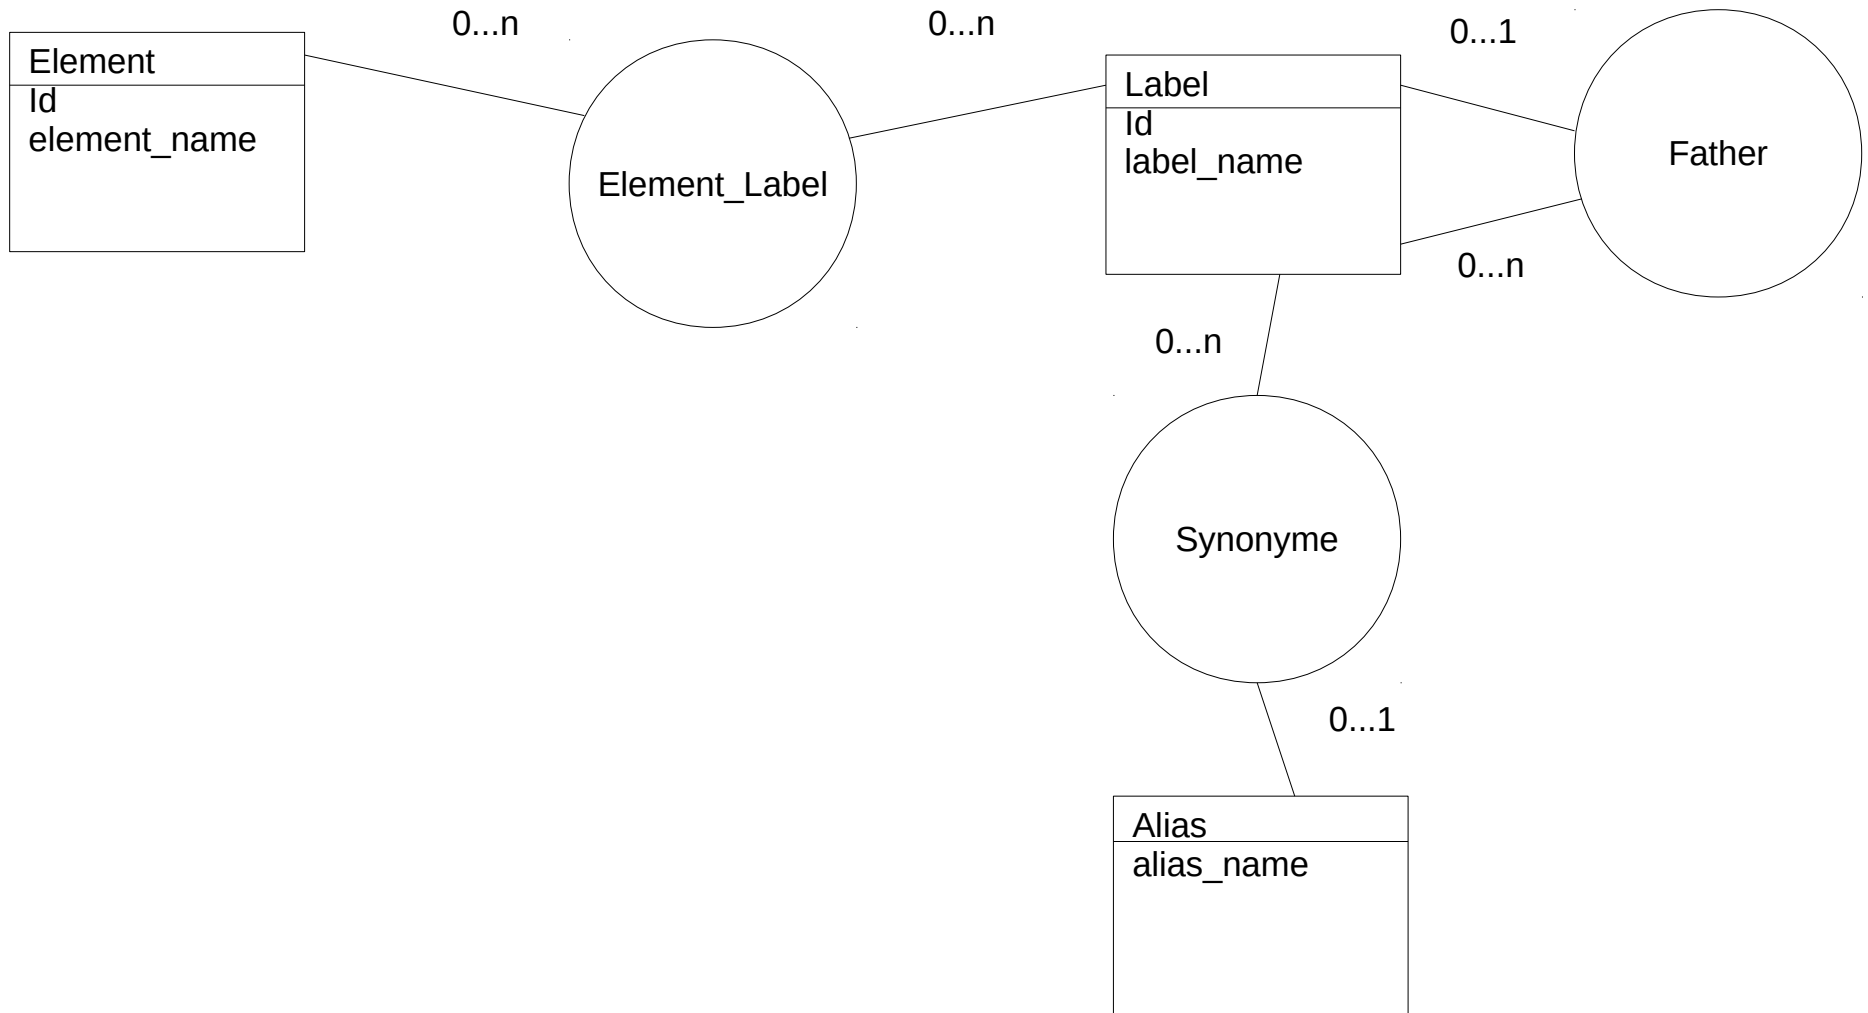 0...n
0...n
0...1
Element
Id
element_name
Element_Label
Label
Id
label_name
Father
0...n
0...n
Synonyme
0...1
Alias
alias_name